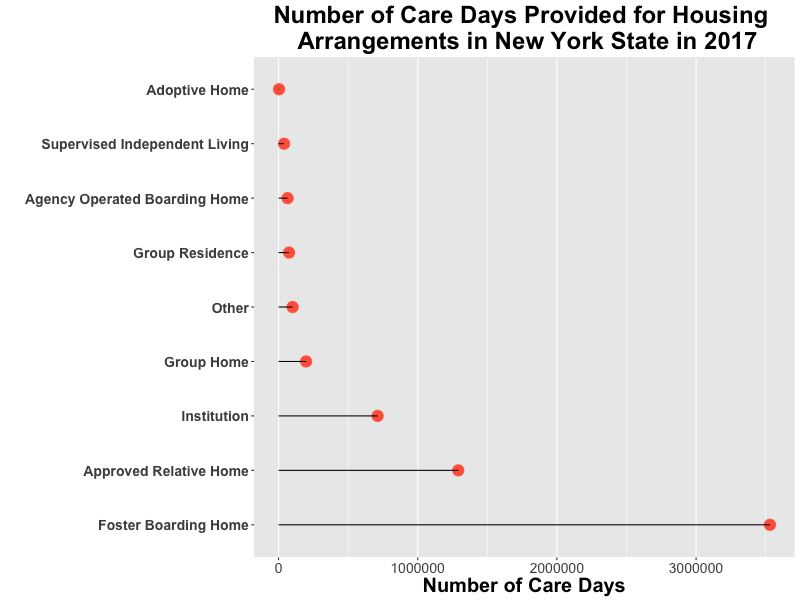 Number of Care Days Provided for Housing
Arrangements in New York State in 2017
Adoptive Home
Supervised Independent Living
Agency Operated Boarding Home
Group Residence
Other
Group Home
Institution
Approved Relative Home
Foster Boarding Home
0 1000000 2000000 3000000
Number of Care Days